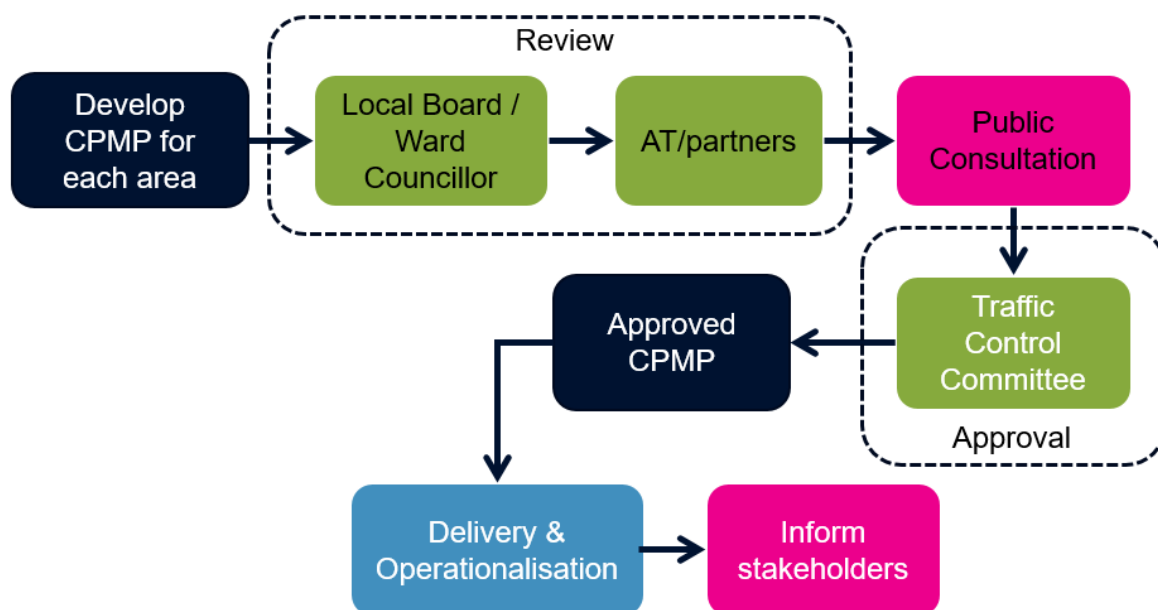 Review
Develop
CPMP for
each area
Local Board /
Ward
Councillor
AT/partners
Public
Consultation
Traffic
Control
Committee
Approval
Approved
CPMP
Delivery &
Operationalisation
Inform
stakeholders